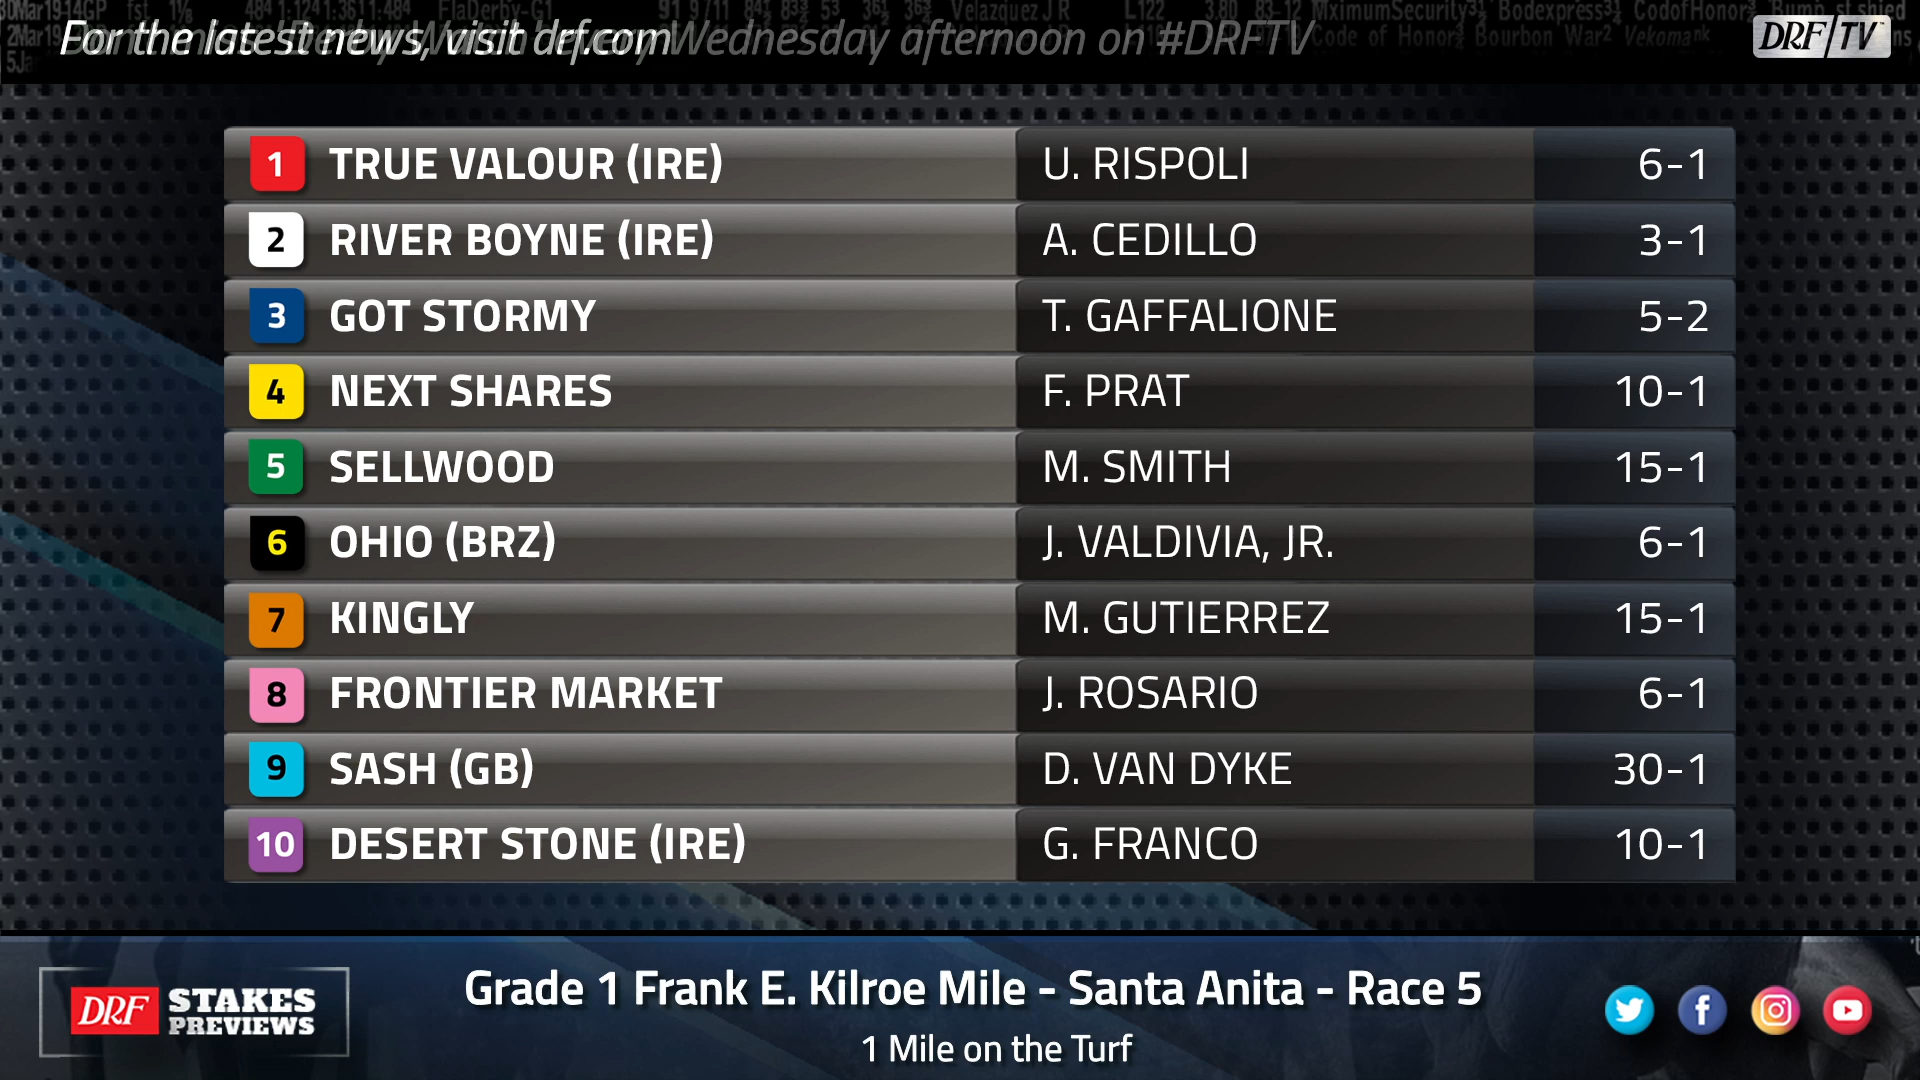 For the latest news, visit drf.com
Wednesday afternoon on #DRFTV
DRF TV
1 TRUE VALOUR (IRE) U. RISPOLI 6-1
2 RIVER BOYNE (IRE) A. CEDILLO 3-1
3 GOT STORMY T. GAFFALIONE 5-2
4 NEXT SHARES F. PRAT 10-1
5 SELLWOOD M. SMITH 15-1
6 OHIO (BRZ) J. VALDIVIA, JR. 6-1
7 KINGLY M. GUTIERREZ 15-1
8 FRONTIER MARKET J. ROSARIO 6-1
9 SASH (GB) D. VAN DYKE 30-1
10 DESERT STONE (IRE) G. FRANCO 10-1
DRF STAKES
PREVIEWS
Grade 1 Frank E. Kilroe Mile - Santa Anita - Race 5
1 Mile on the Turf